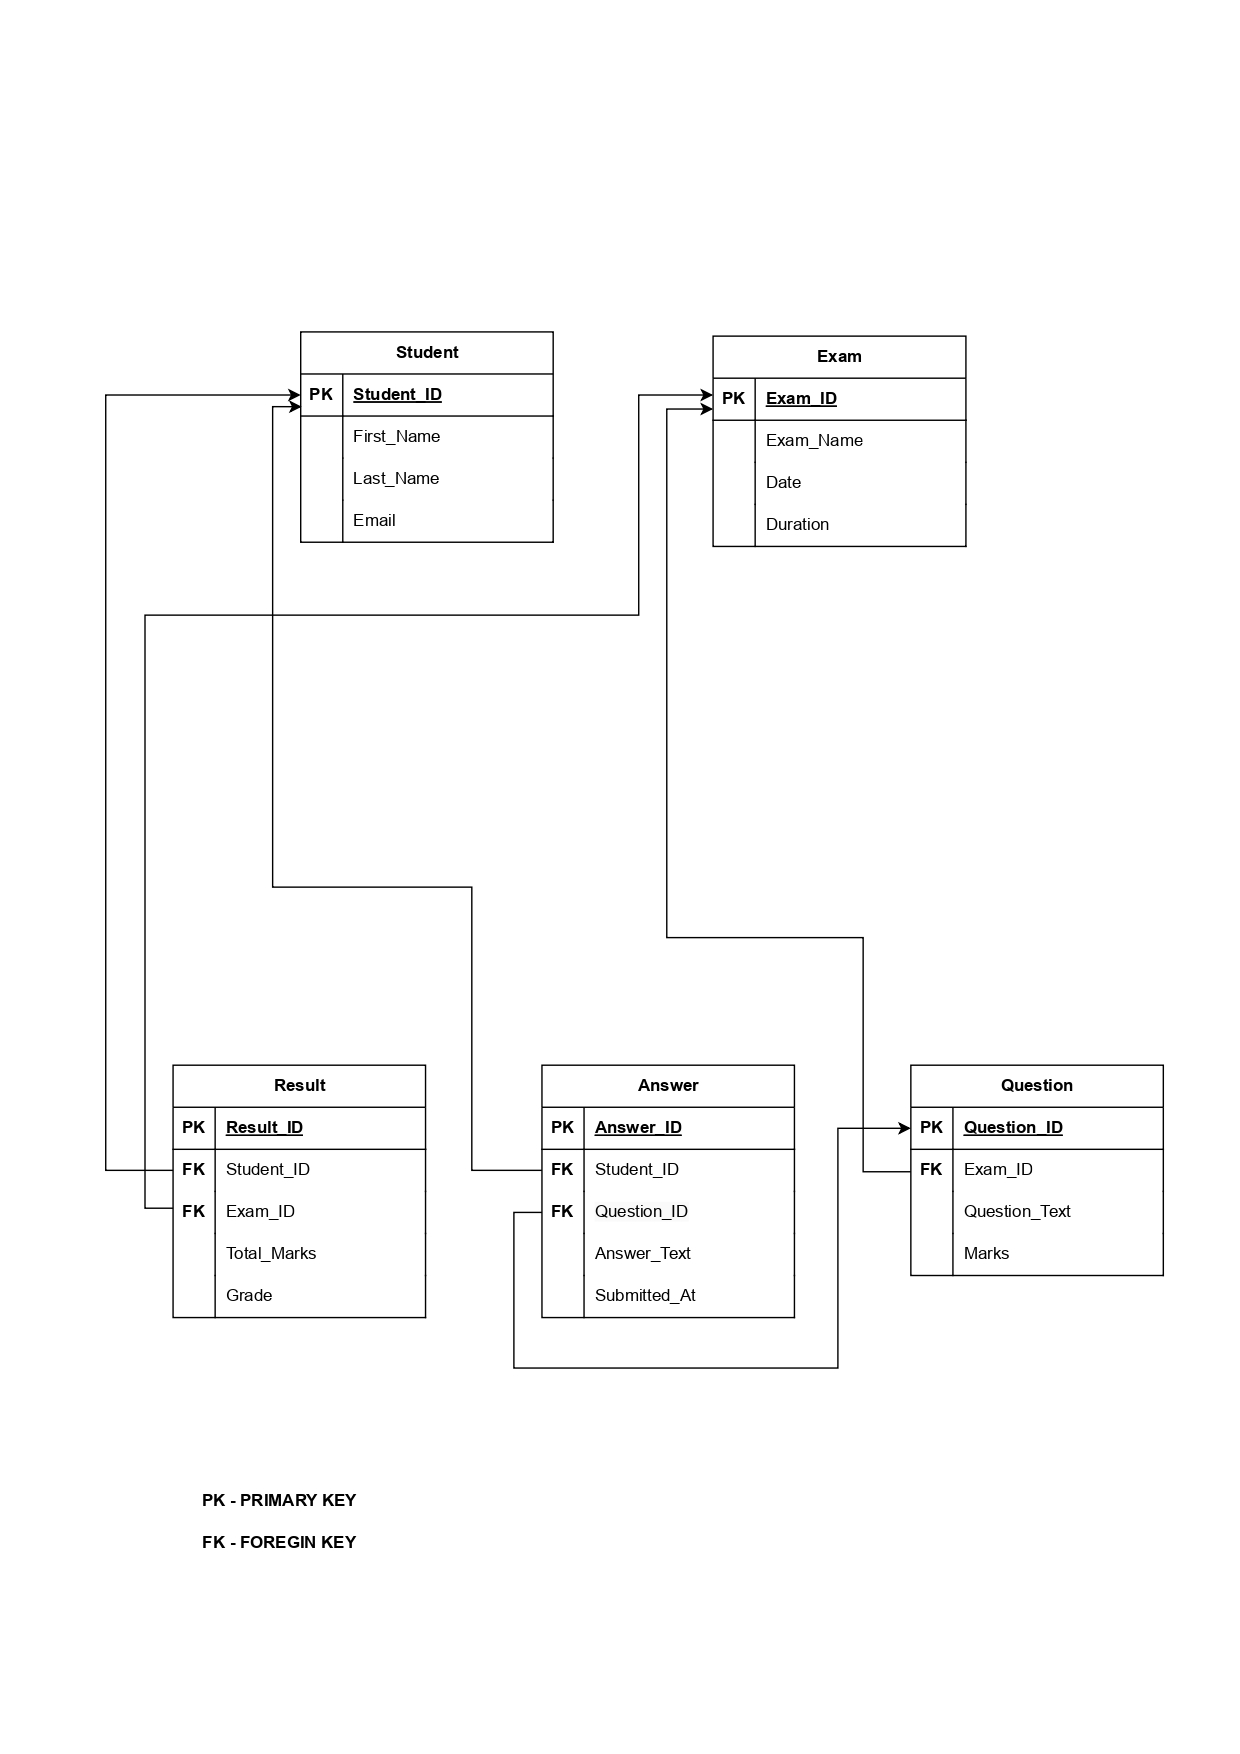 Student
PK Student_ID
First_Name
Last_Name
Email
Exam
PK Exam_ID
Exam_Name
Date
Duration
Result
PK Result_ID
FK Student_ID
FK Exam_ID
Total_Marks
Grade
Answer
PK Answer_ID
FK Student_ID
FK Question_ID
Answer_Text
Submitted_At
Question
PK Question_ID
FK Exam_ID
Question_Text
Marks
PK - PRIMARY KEY
FK - FOREGIN KEY